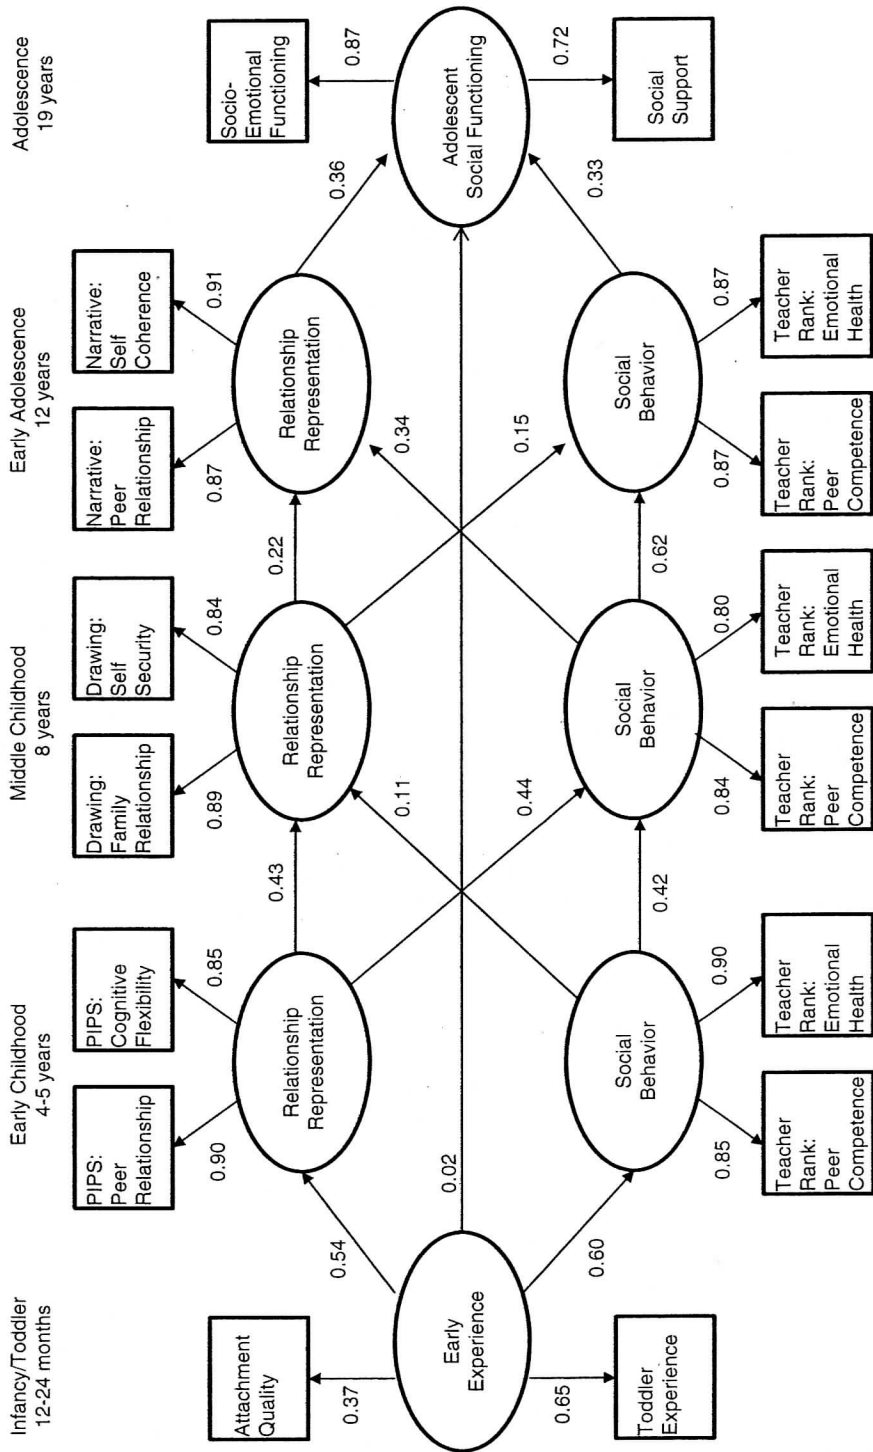 Infancy/Toddler
12-24 months
Early Childhood
4-5 years
Middle Childhood
8 years
Early Adolescence
12 years
Adolescence
19 years
PIPS:
Peer
Relationship
PIPS:
Cognitive
Flexibility
Drawing:
Family
Relationship
Drawing:
Self
Security
Narrative:
Peer
Relationship
Narrative:
Self
Coherence
0.90
0.85
0.89
0.84
0.87
0.91
Attachment
Quality
Socio-
Emotional
Functioning
Relationship
Representation
0.43
Relationship
Representation
0.22
Relationship
Representation
0.37
0.54
0.36
0.87
Early
Experience
0.02
0.11
0.44
0.34
0.15
Adolescent
Social Functioning
0.65
0.60
0.33
0.72
Toddler
Experience
Social
Behavior
0.42
Social
Behavior
0.62
Social
Behavior
Social
Support
0.85
0.90
0.84
0.80
0.87
0.87
Teacher
Rank:
Peer
Competence
Teacher
Rank:
Emotional
Health
Teacher
Rank:
Peer
Competence
Teacher
Rank:
Emotional
Health
Teacher
Rank:
Peer
Competence
Teacher
Rank:
Emotional
Health